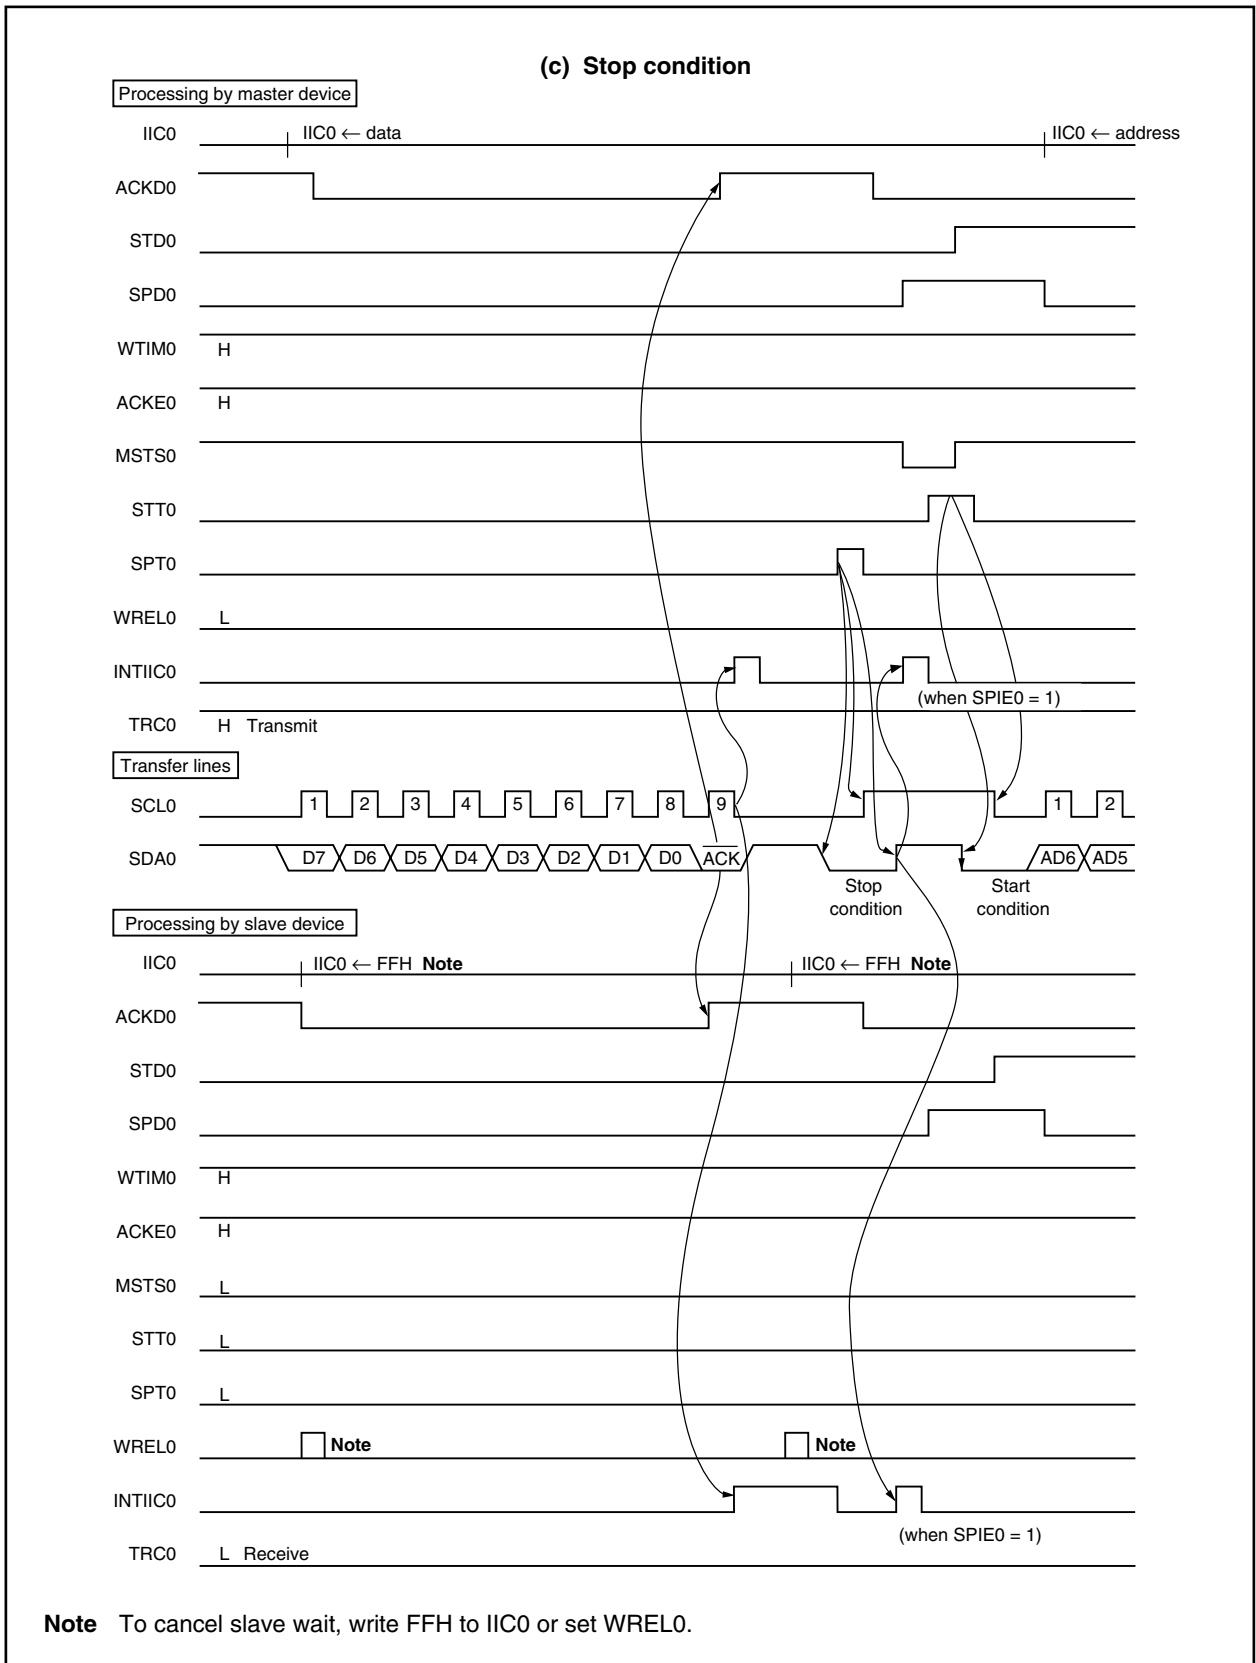 (c) Stop condition
Processing by master device
IIC0 IIC0 ← data IIC0 ← address
ACKD0
STD0
SPD0
WTIM0 H
ACKE0 H
MSTS0
STT0
SPT0
WREL0 L
INTIIC0
(when SPIE0 = 1)
TRC0 H Transmit
Transfer lines
SCL0 1 2 3 4 5 6 7 8 9 1 2
SDA0 D7 D6 D5 D4 D3 D2 D1 D0 A̅C̅K̅ AD6 AD5
Stop condition
Start condition
Processing by slave device
IIC0 IIC0 ← FFH Note IIC0 ← FFH Note
ACKD0
STD0
SPD0
WTIM0 H
ACKE0 H
MSTS0 L
STT0 L
SPT0 L
WREL0 Note Note
INTIIC0
(when SPIE0 = 1)
TRC0 L Receive
Note To cancel slave wait, write FFH to IIC0 or set WREL0.